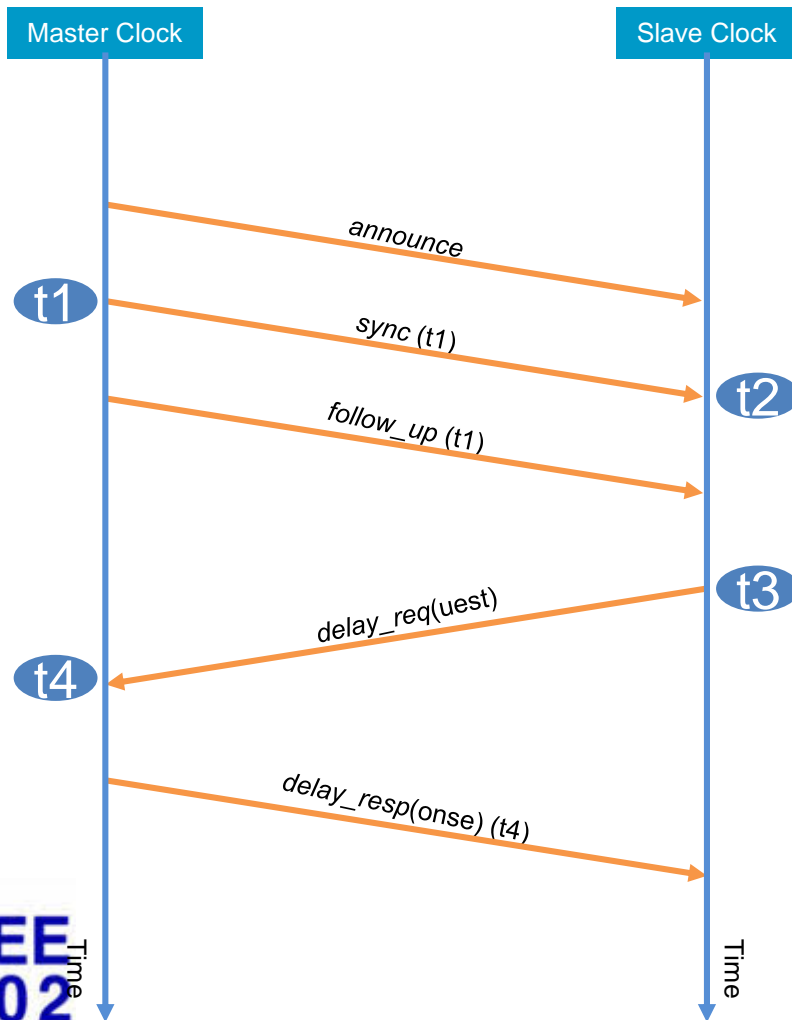 Master Clock
Slave Clock
announce
t1
sync (t1)
t2
follow_up (t1)
t3
delay_req(uest)
t4
delay_resp(onse) (t4)
EE
02
Time
Time